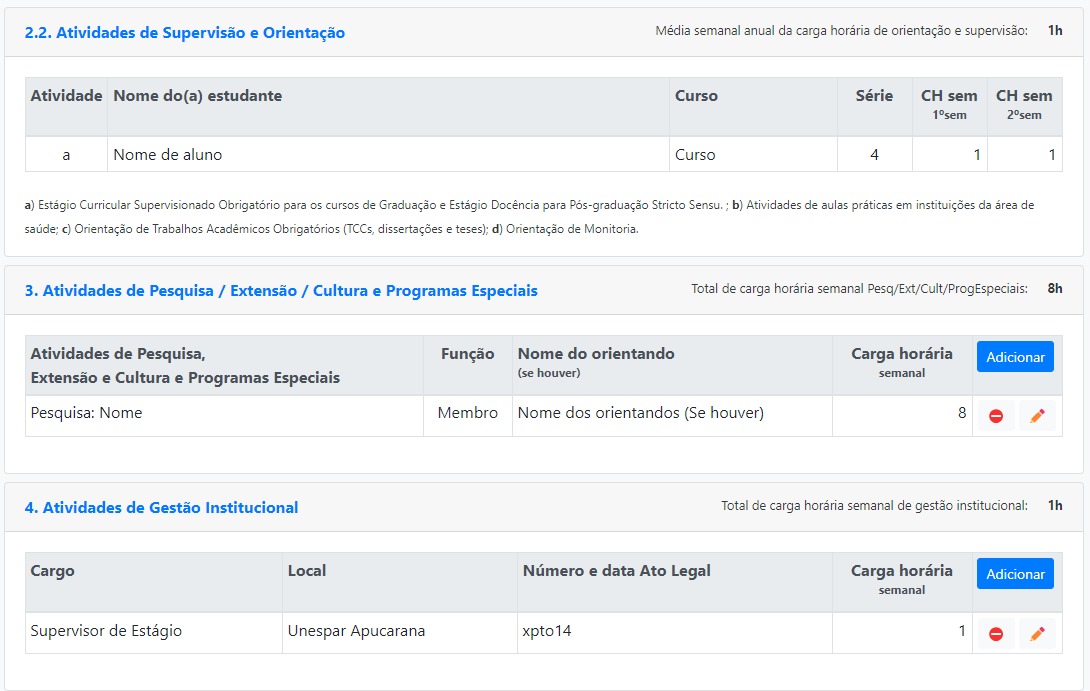 2.2. Atividades de Supervisão e Orientação Média semanal anual da carga horária de orientação e supervisão: 1h
Atividade Nome do(a) estudante Curso Série CH sem CH sem
1ºsem 2ºsem
a Nome de aluno Curso 4 1 1
a) Estágio Curricular Supervisionado Obrigatório para os cursos de Graduação e Estágio Docência para Pós-graduação Stricto Sensu. ; b) Atividades de aulas práticas em instituições da área de
saúde; c) Orientação de Trabalhos Acadêmicos Obrigatórios (TCCs, dissertações e teses); d) Orientação de Monitoria.
3. Atividades de Pesquisa / Extensão / Cultura e Programas Especiais Total de carga horária semanal Pesq/Ext/Cult/ProgEspeciais: 8h
Atividades de Pesquisa, Função Nome do orientando Carga horária Adicionar
Extensão e Cultura e Programas Especiais (se houver) semanal
Pesquisa: Nome Membro Nome dos orientandos (Se houver) 8
4. Atividades de Gestão Institucional Total de carga horária semanal de gestão institucional: 1h
Cargo Local Número e data Ato Legal Carga horária Adicionar
semanal
Supervisor de Estágio Unespar Apucarana xpto14 1